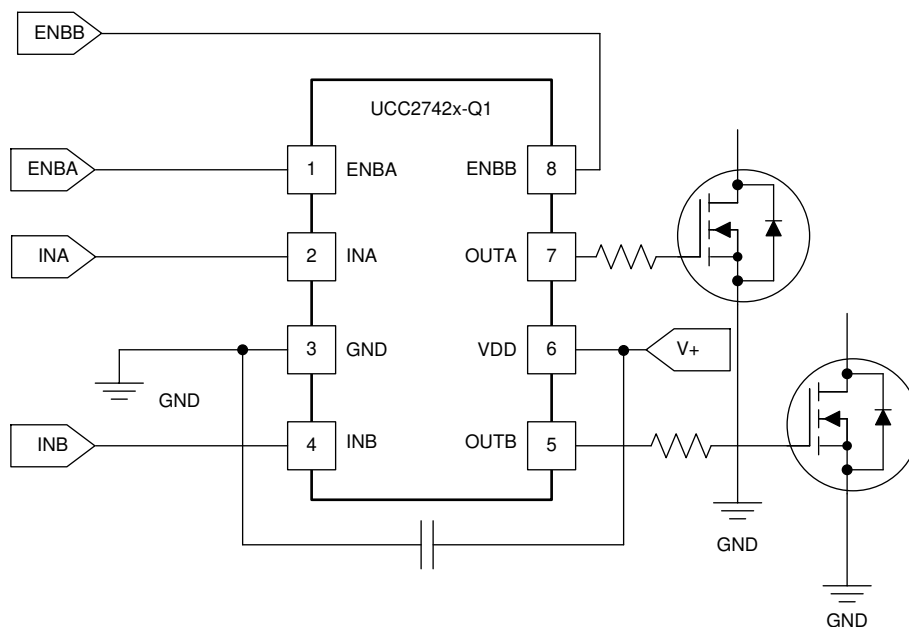 ENBB
UCC2742x-Q1
ENBA
1
ENBA
ENBB
8
INA
2
INA
OUTA
7
3
GND
VDD
6
V+
GND
INB
4
INB
OUTB
5
GND
GND